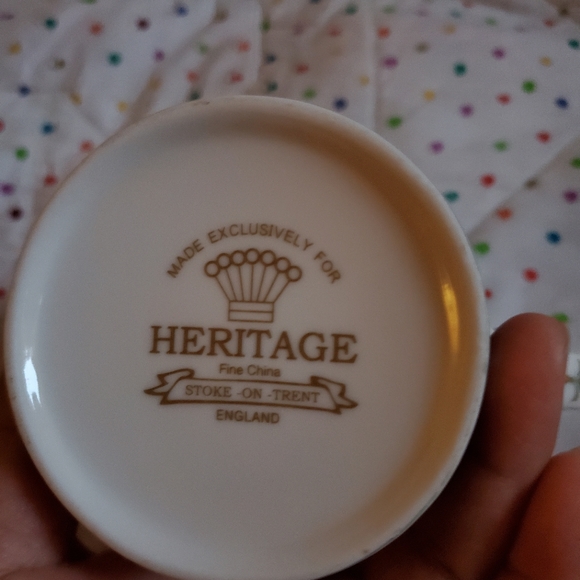 MADE EXCLUSIVELY FOR
HERITAGE
Fine China
STOKE -ON -TRENT
ENGLAND